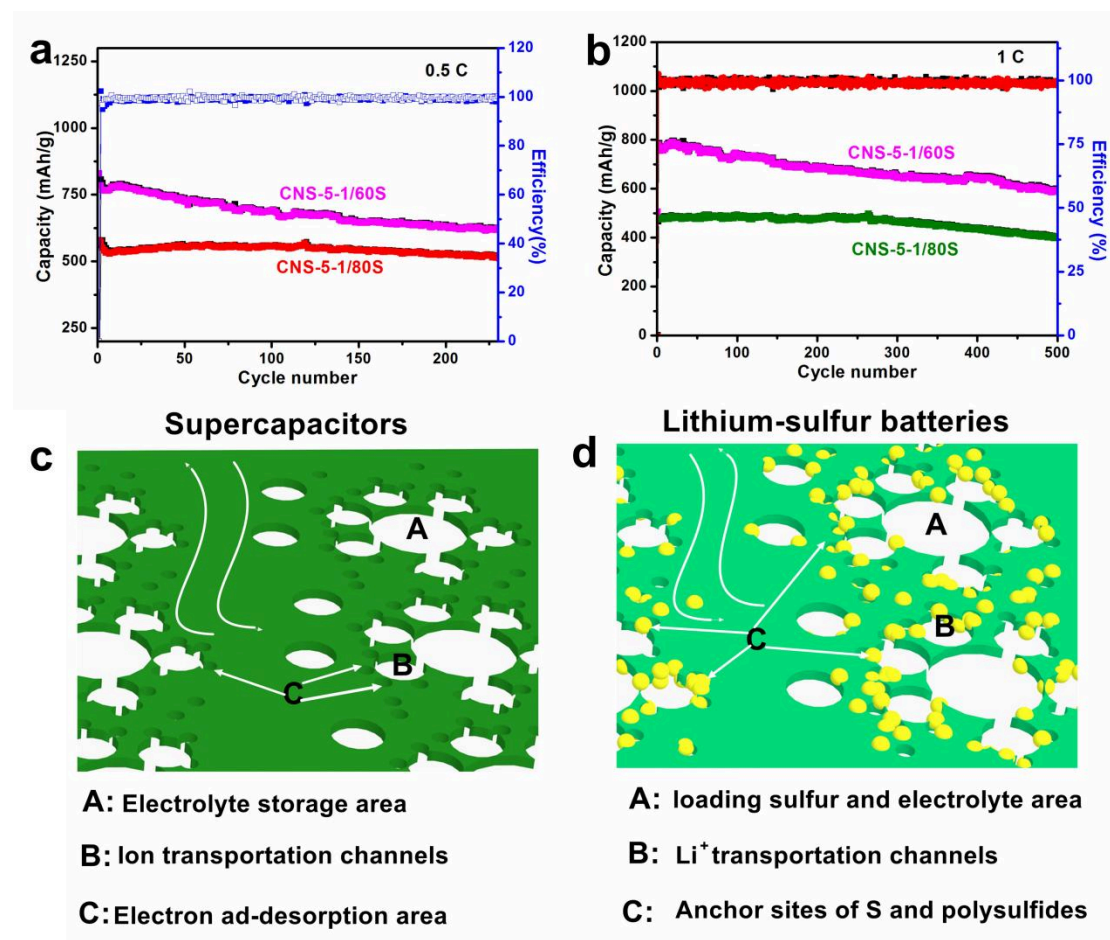 a
0.5 C
Capacity (mAh/g)
1250
1000
750
500
250
CNS-5-1/60S
CNS-5-1/80S
0
50
100
150
200
Cycle number
120
100
80
60
40
20
0
Efficiency(%)
b
1 C
Capacity (mAh/g)
1200
1000
800
600
400
200
0
CNS-5-1/60S
CNS-5-1/80S
0
100
200
300
400
500
Cycle number
100
75
50
25
0
Efficiency (%)
Supercapacitors
c
A
B
C
A: Electrolyte storage area
B: Ion transportation channels
C: Electron ad-desorption area
Lithium-sulfur batteries
d
A
B
C
A: loading sulfur and electrolyte area
B: Li⁺ transportation channels
C: Anchor sites of S and polysulfides